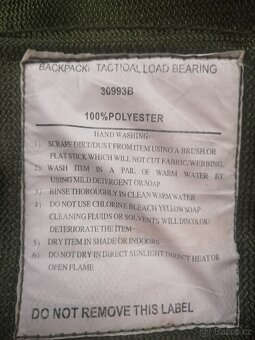 BACKPACK: TACTICAL LOAD BEARING
30993B
100%POLYESTER
HAND WASHING:
1) SCRAPE DIRT/DUST FROM ITEM USING A BRUSH OR
FLAT STICK WHICH WILL NOT CUT FABRIC/WEBBING.
2) WASH ITEM IN A PAIL OF WARM WATER BY
USING MILD DETERGENT OR SOAP
3) RINSE THOROUGHLY IN CLEAN WARM WATER
4) DO NOT USE CHLORINE BLEACH YELLOW SOAP
CLEANING FLUIDS OR SOLVENTS WILL DISCOLOR/
DETERIORATE THE ITEM
5) DRY ITEM IN SHADE OR INDOORS
6) DO NOT DRY IN DIRECT SUNLIGHT DIRECT HEAT OR
OPEN FLAME
DO NOT REMOVE THIS LABEL